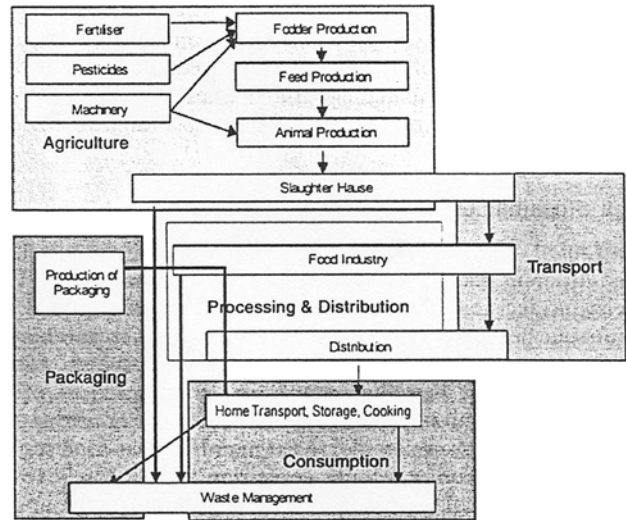 Fertiliser
Fodder Production
Pesticides
Feed Production
Machinery
Animal Production
Agriculture
Slaughter Hause
Production of
Packaging
Food Industry
Transport
Processing & Distribution
Distribution
Packaging
Home Transport, Storage, Cooking
Consumption
Waste Management